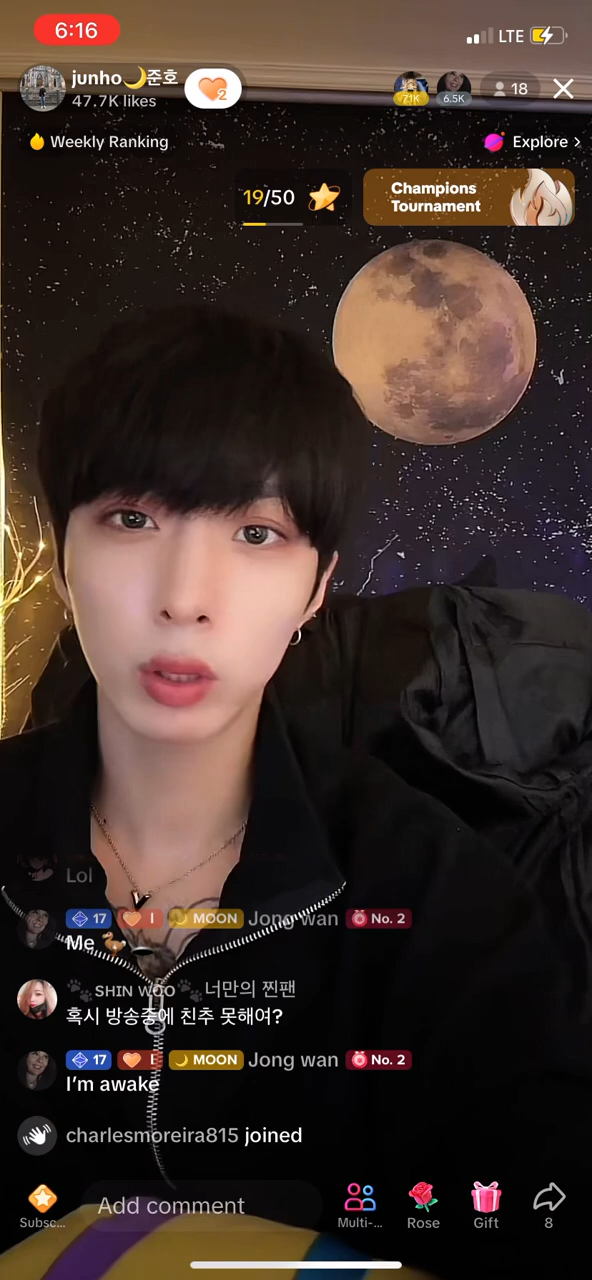 6:16
LTE
junho🌙준호
47.7K likes
2
7.1K
6.5K
18
Weekly Ranking
Explore >
19/50
Champions
Tournament
Lol
17 I MOON Jong wan No. 2
Me 🦆
🐾SHIN WOO🐾너만의 찐팬
혹시 방송중에 친추 못해여?
17 I MOON Jong wan No. 2
I'm awake
charlesmoreira815 joined
Add comment
Subsc... Multi-... Rose Gift 8